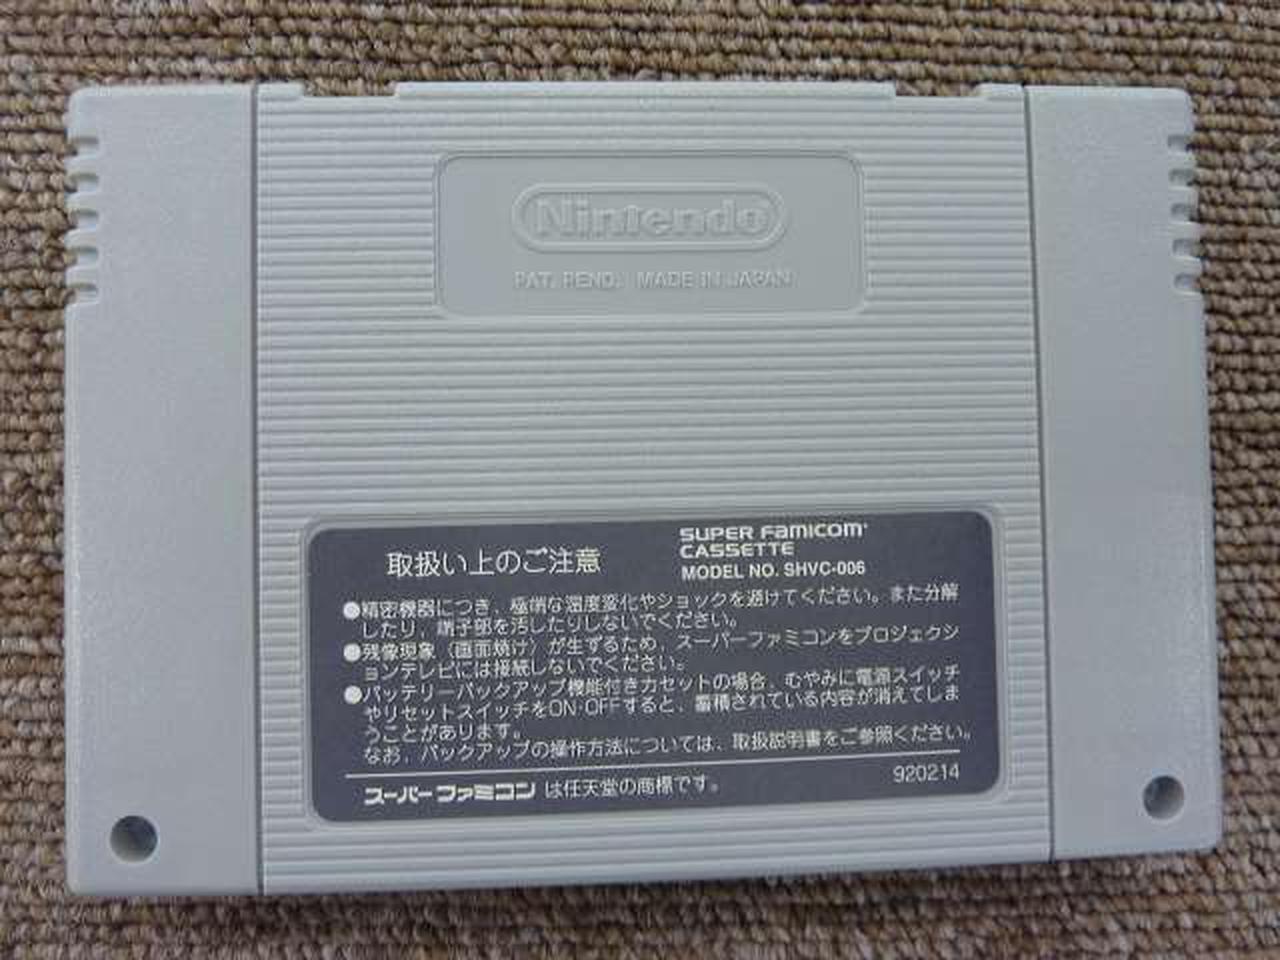 Nintendo
PAT. PEND. MADE IN JAPAN
取扱い上のご注意
SUPER FAMICOM
CASSETTE
MODEL NO. SHVC-006
●精密機器につき、極端な温度変化やショックを避けてください。また分解
したり、端子部を汚したりしないでください。
●残像現象（画面焼け）が生ずるため、スーパーファミコンをプロジェクシ
ョンテレビには接続しないでください。
●バッテリーバックアップ機能付きカセットの場合、むやみに電源スイッチ
やリセットスイッチをON・OFFすると、蓄積されている内容が消えてしま
うことがあります。
なお、バックアップの操作方法については、取扱説明書をご参照ください。
スーパーファミコン は任天堂の商標です。
920214